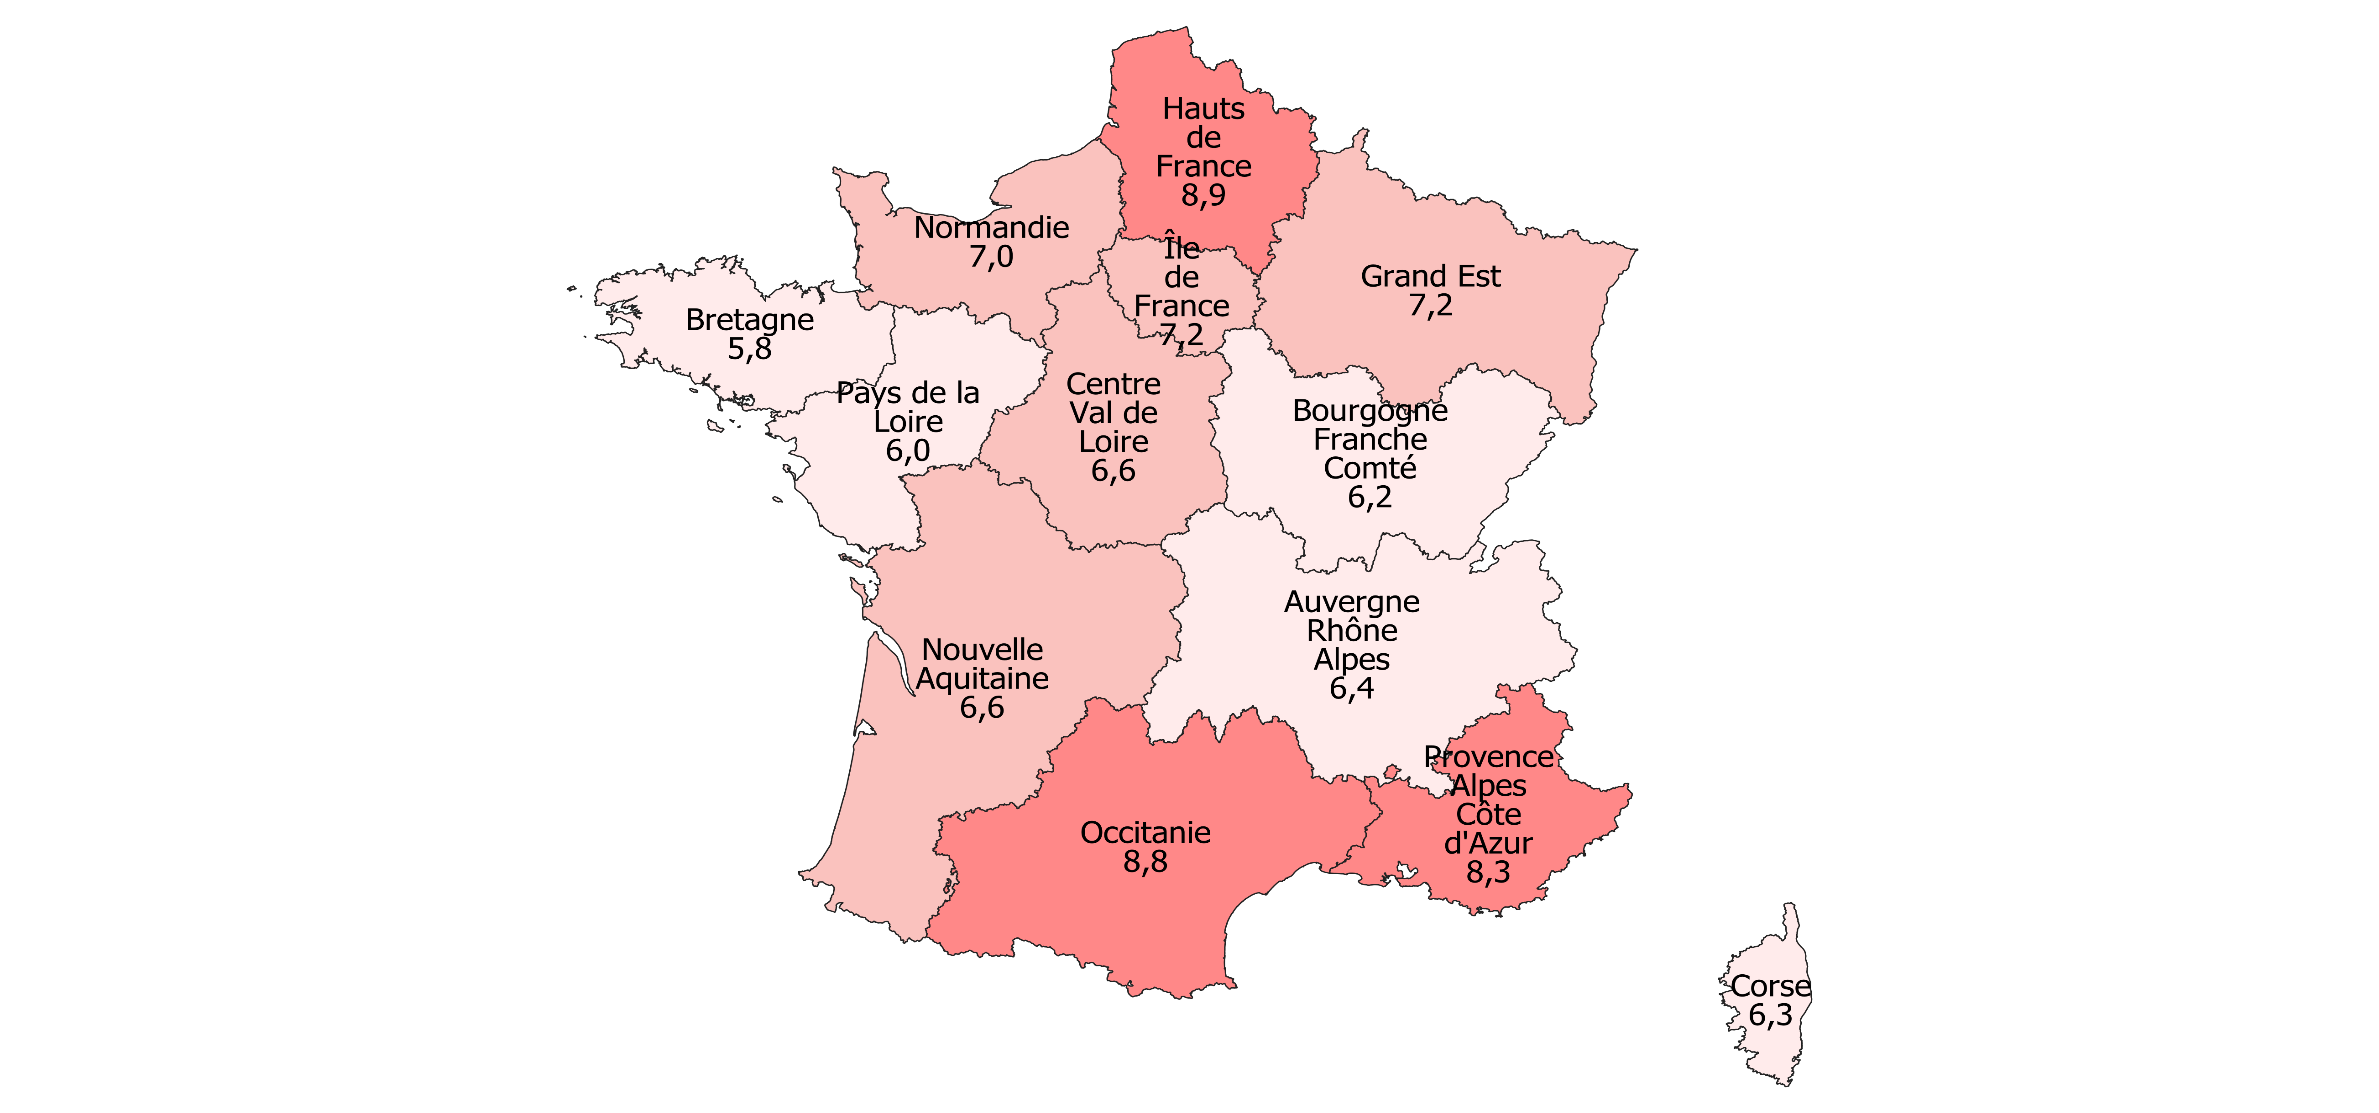 Hauts
de
France
8,9
Normandie
7,0
Île
de
France
7,2
Grand Est
7,2
Bretagne
5,8
Pays de la
Loire
6,0
Centre
Val de
Loire
6,6
Bourgogne
Franche
Comté
6,2
Nouvelle
Aquitaine
6,6
Auvergne
Rhône
Alpes
6,4
Occitanie
8,8
Provence
Alpes
Côte
d'Azur
8,3
Corse
6,3